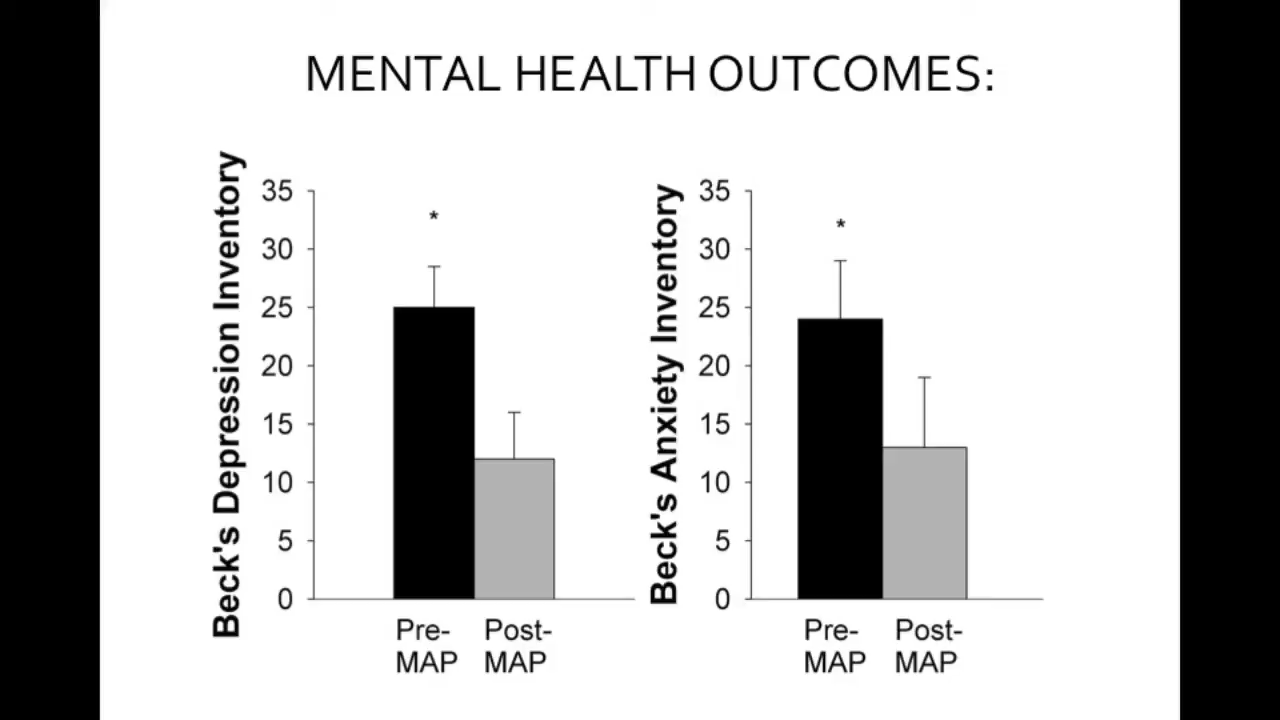 MENTAL HEALTH OUTCOMES:
Beck's Depression Inventory
35
30
25
20
15
10
5
0
*
Pre-
MAP
Post-
MAP
Beck's Anxiety Inventory
35
30
25
20
15
10
5
0
*
Pre-
MAP
Post-
MAP